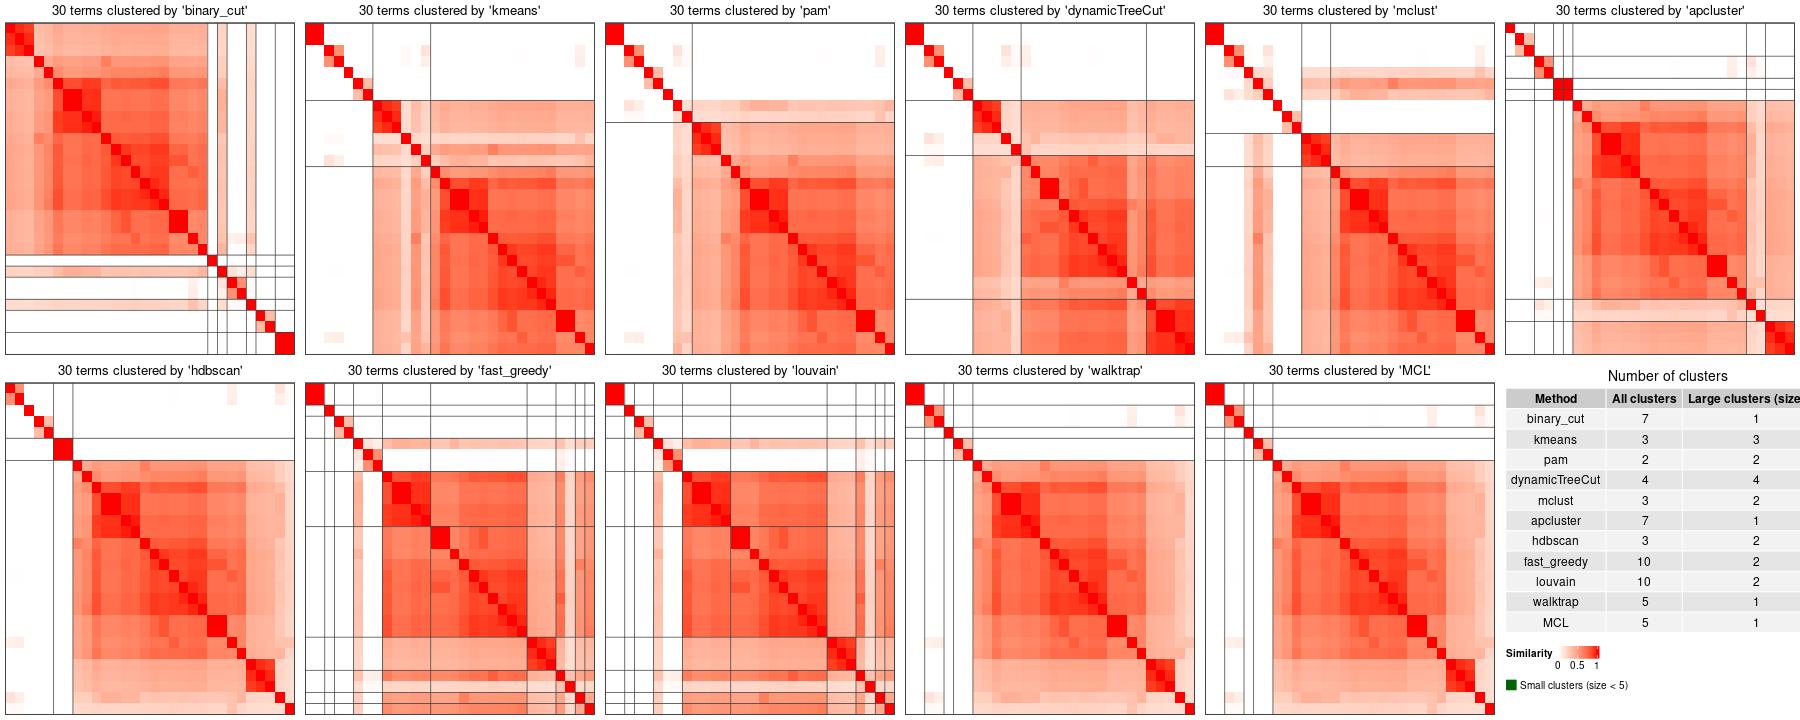 30 terms clustered by 'binary_cut'
30 terms clustered by 'kmeans'
30 terms clustered by 'pam'
30 terms clustered by 'dynamicTreeCut'
30 terms clustered by 'mclust'
30 terms clustered by 'apcluster'
30 terms clustered by 'hdbscan'
30 terms clustered by 'fast_greedy'
30 terms clustered by 'louvain'
30 terms clustered by 'walktrap'
30 terms clustered by 'MCL'
Number of clusters
Method All clusters Large clusters (size
binary_cut 7 1
kmeans 3 3
pam 2 2
dynamicTreeCut 4 4
mclust 3 2
apcluster 7 1
hdbscan 3 2
fast_greedy 10 2
louvain 10 2
walktrap 5 1
MCL 5 1
Similarity
0 0.5 1
Small clusters (size < 5)